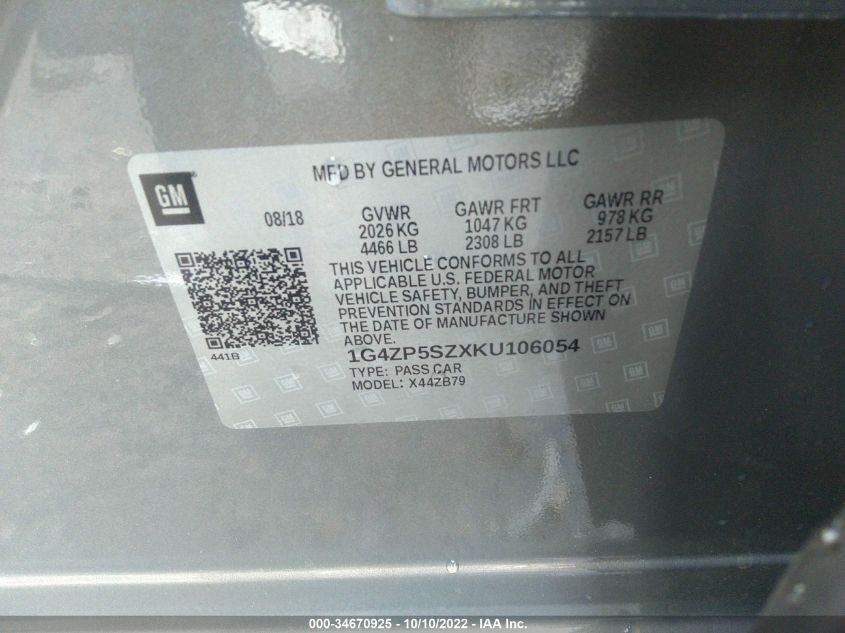 MFD BY GENERAL MOTORS LLC
GM
08/18
GVWR GAWR FRT GAWR RR
2026 KG 1047 KG 978 KG
4466 LB 2308 LB 2157 LB
THIS VEHICLE CONFORMS TO ALL
APPLICABLE U.S. FEDERAL MOTOR
VEHICLE SAFETY, BUMPER, AND THEFT
PREVENTION STANDARDS IN EFFECT ON
THE DATE OF MANUFACTURE SHOWN
ABOVE.
441B
1G4ZP5SZXKU106054
TYPE: PASS CAR
MODEL: X44ZB79
000-34670925 - 10/10/2022 - IAA Inc.